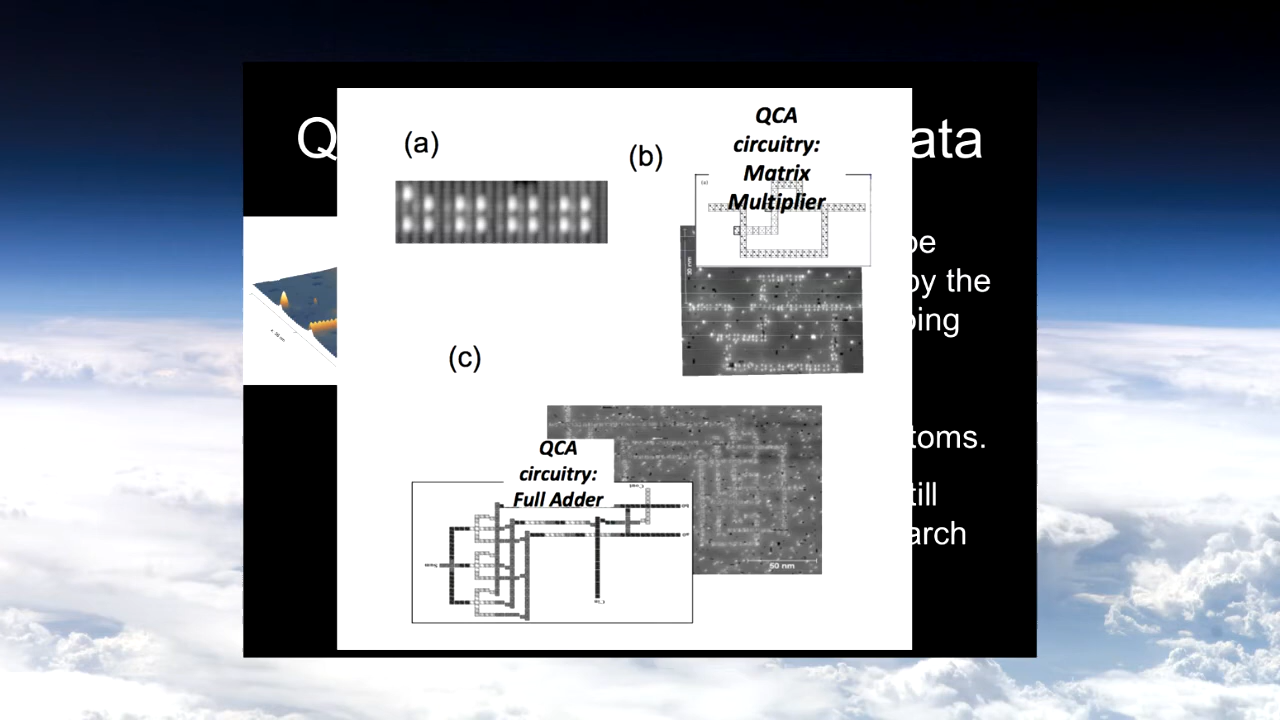 Q
ata
(a)
(b)
QCA
circuitry:
Matrix
Multiplier
be
by the
ping
(c)
toms.
QCA
circuitry:
Full Adder
till
arch
50 nm